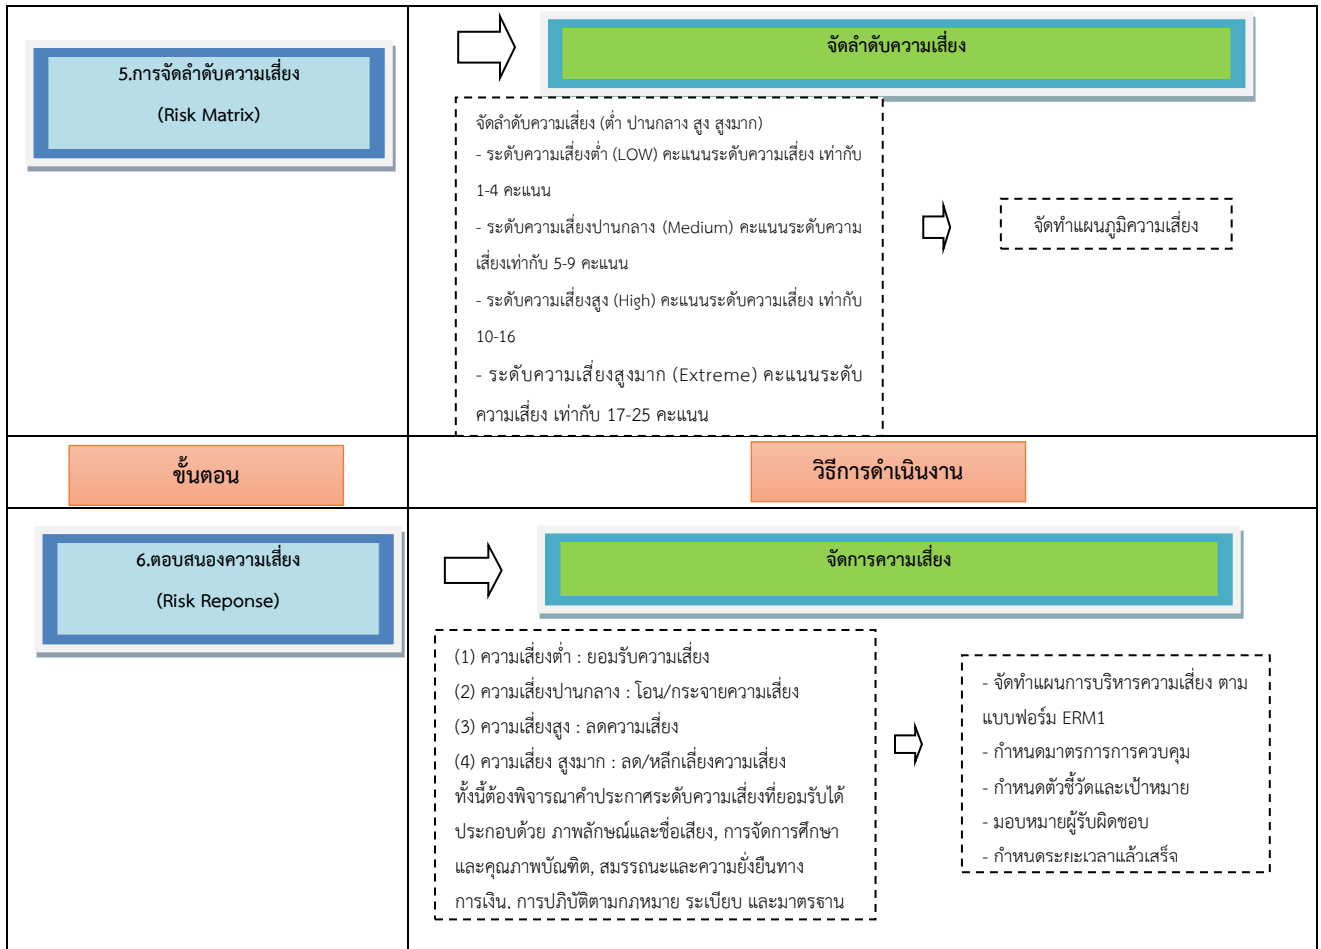 5.การจัดลำดับความเสี่ยง
(Risk Matrix)
จัดลำดับความเสี่ยง
จัดลำดับความเสี่ยง (ต่ำ ปานกลาง สูง สูงมาก)
- ระดับความเสี่ยงต่ำ (LOW) คะแนนระดับความเสี่ยง เท่ากับ
1-4 คะแนน
- ระดับความเสี่ยงปานกลาง (Medium) คะแนนระดับความ
เสี่ยงเท่ากับ 5-9 คะแนน
- ระดับความเสี่ยงสูง (High) คะแนนระดับความเสี่ยง เท่ากับ
10-16
- ระดับความเสี่ยงสูงมาก (Extreme) คะแนนระดับ
ความเสี่ยง เท่ากับ 17-25 คะแนน
จัดทำแผนภูมิความเสี่ยง
ขั้นตอน
วิธีการดำเนินงาน
6.ตอบสนองความเสี่ยง
(Risk Reponse)
จัดการความเสี่ยง
(1) ความเสี่ยงต่ำ : ยอมรับความเสี่ยง
(2) ความเสี่ยงปานกลาง : โอน/กระจายความเสี่ยง
(3) ความเสี่ยงสูง : ลดความเสี่ยง
(4) ความเสี่ยง สูงมาก : ลด/หลีกเลี่ยงความเสี่ยง
ทั้งนี้ต้องพิจารณาคำประกาศระดับความเสี่ยงที่ยอมรับได้
ประกอบด้วย ภาพลักษณ์และชื่อเสียง, การจัดการศึกษา
และคุณภาพบัณฑิต, สมรรถนะและความยั่งยืนทาง
การเงิน, การปฏิบัติตามกฎหมาย ระเบียบ และมาตรฐาน
- จัดทำแผนการบริหารความเสี่ยง ตาม
แบบฟอร์ม ERM1
- กำหนดมาตรการการควบคุม
- กำหนดตัวชี้วัดและเป้าหมาย
- มอบหมายผู้รับผิดชอบ
- กำหนดระยะเวลาแล้วเสร็จ